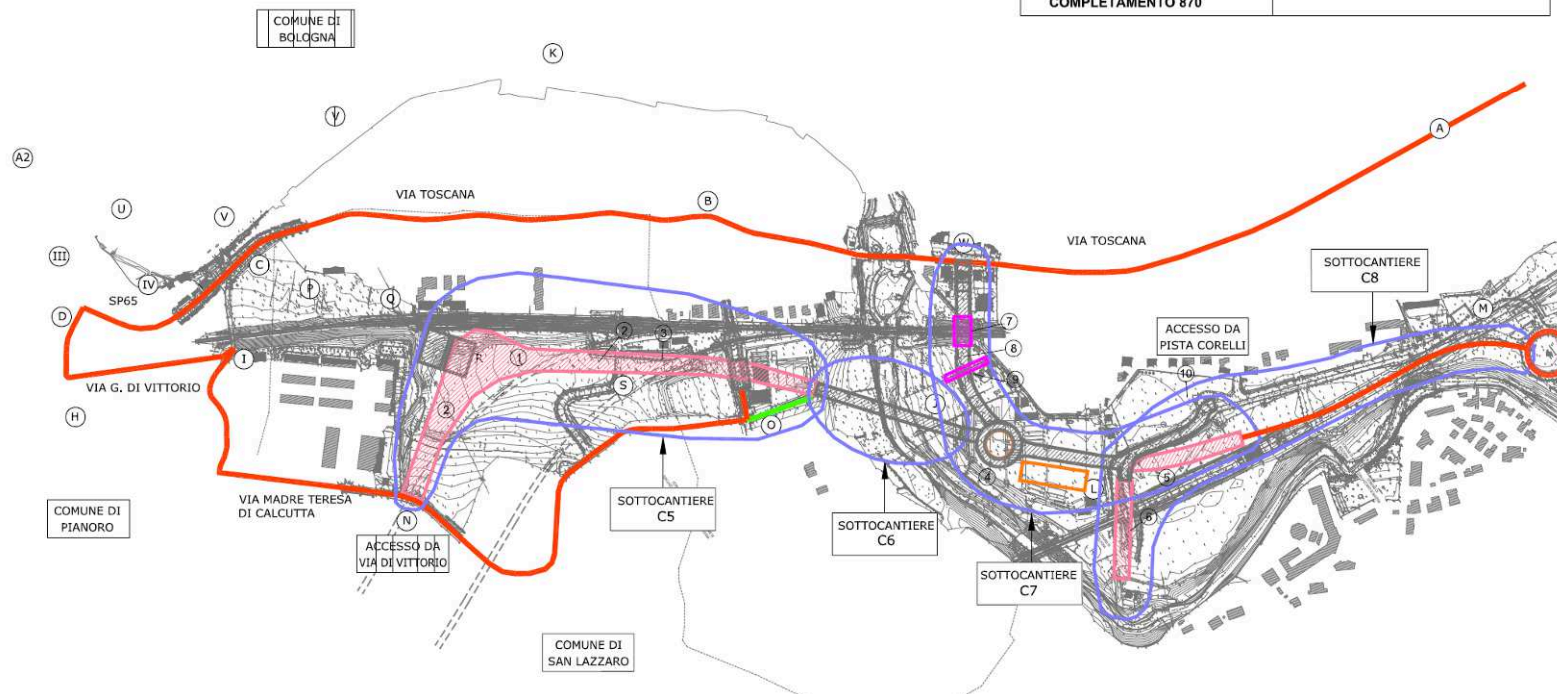 COMPLETAMENTO 870
COMUNE DI
BOLOGNA
K
V
A
A2
VIA TOSCANA
B
U
V
W
VIA TOSCANA
III
C
SOTTOCANTIERE
C8
IV
P
Q
SP65
M
D
7
ACCESSO DA
PISTA CORELLI
2
3
I
R
1
8
VIA G. DI VITTORIO
S
9
10
H
2
J
O
4
L
5
VIA MADRE TERESA
DI CALCUTTA
SOTTOCANTIERE
C5
COMUNE DI
PIANORO
N
SOTTOCANTIERE
C6
6
ACCESSO DA
VIA DI VITTORIO
SOTTOCANTIERE
C7
COMUNE DI
SAN LAZZARO